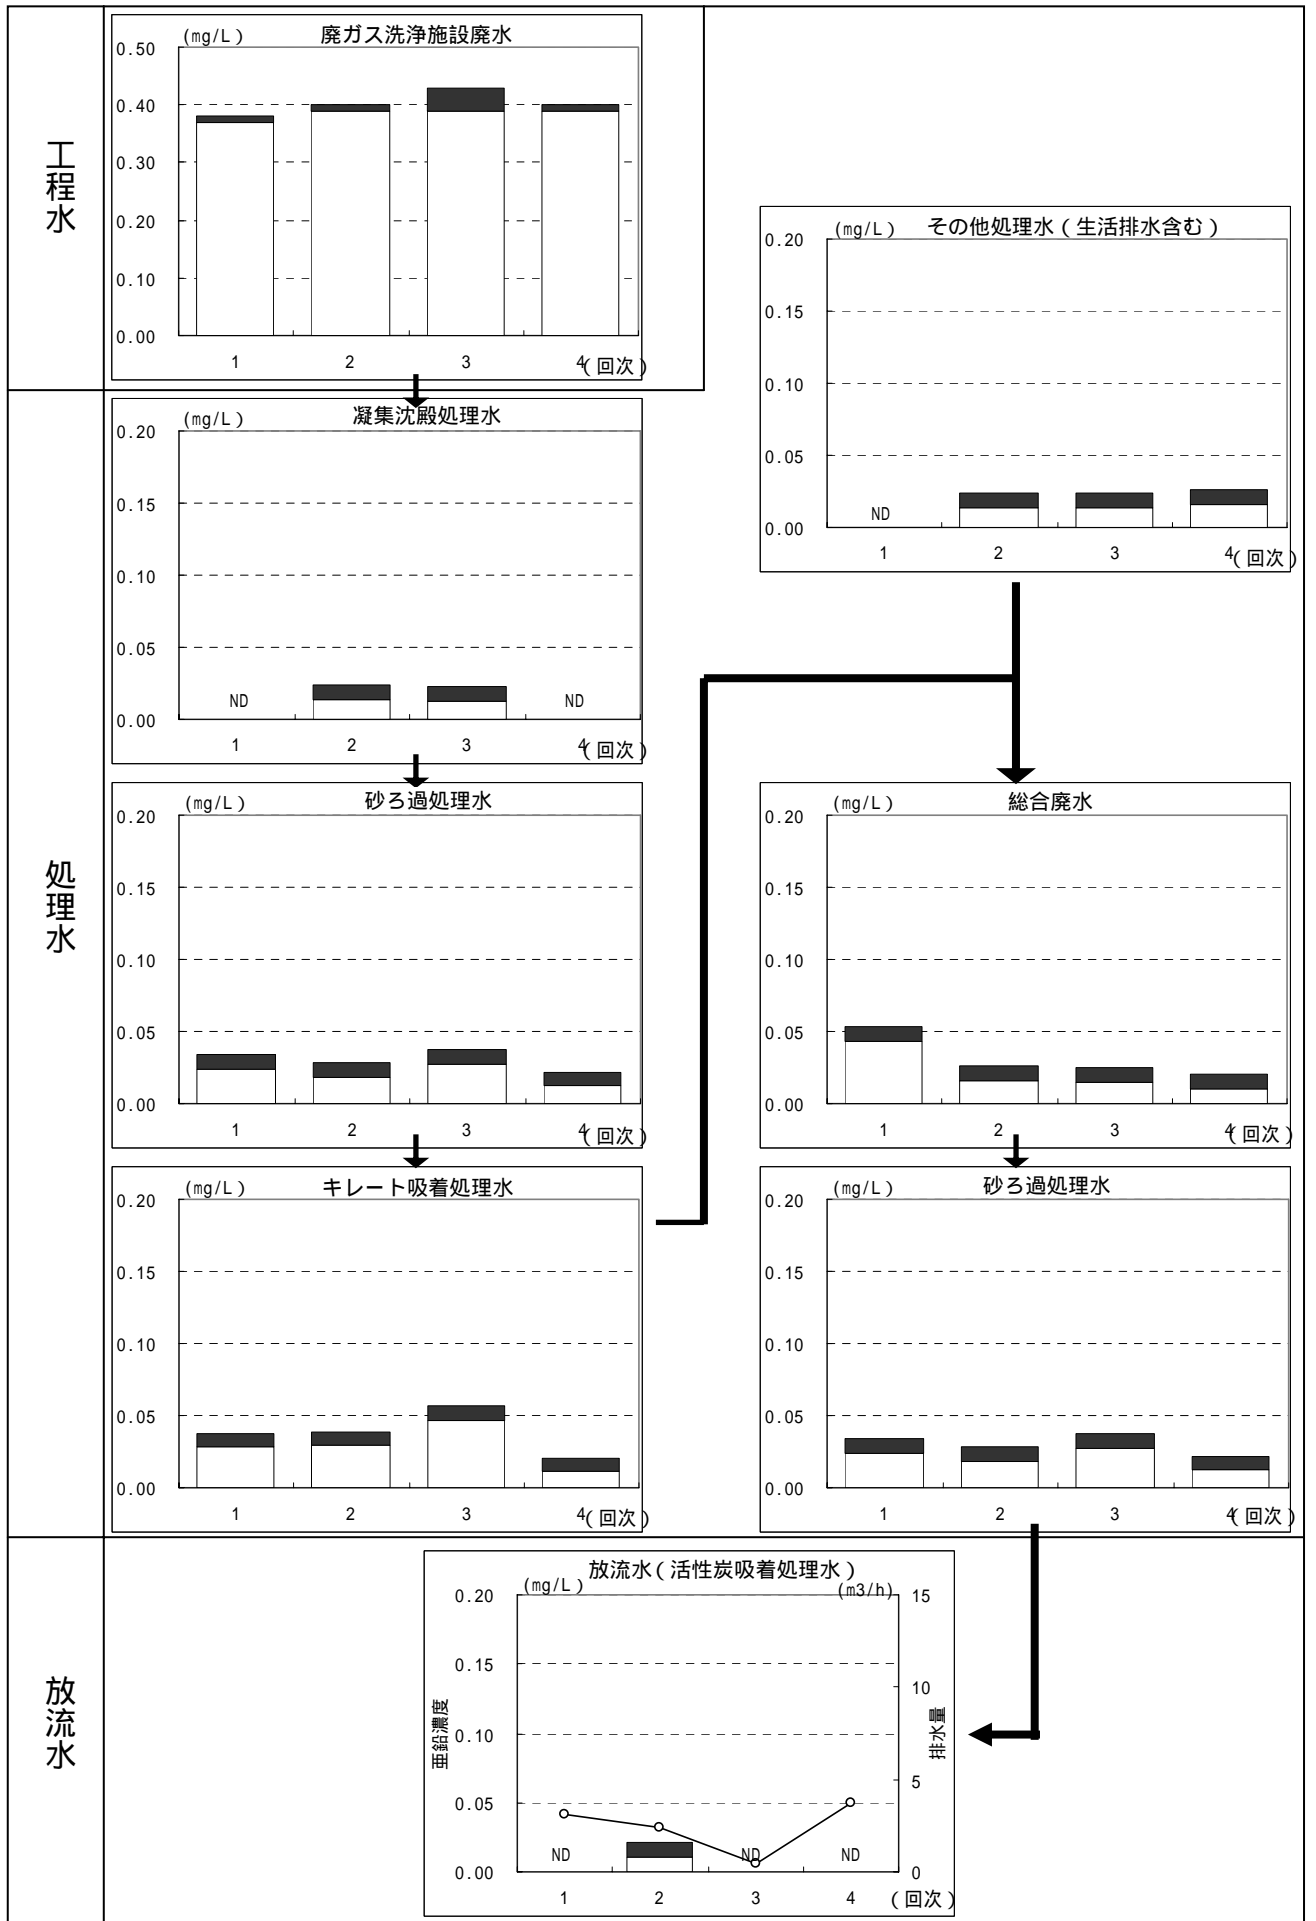 工程水
(mg/L) 廃ガス洗浄施設廃水
0.50
0.40
0.30
0.20
0.10
0.00
1 2 3 4 (回次)
(mg/L) その他処理水(生活排水含む)
0.20
0.15
0.10
0.05
0.00
ND
1 2 3 4 (回次)
処理水
(mg/L) 凝集沈殿処理水
0.20
0.15
0.10
0.05
0.00
ND ND
1 2 3 4 (回次)
(mg/L) 砂ろ過処理水
0.20
0.15
0.10
0.05
0.00
1 2 3 4 (回次)
(mg/L) 総合廃水
0.20
0.15
0.10
0.05
0.00
1 2 3 4 (回次)
(mg/L) キレート吸着処理水
0.20
0.15
0.10
0.05
0.00
1 2 3 4 (回次)
(mg/L) 砂ろ過処理水
0.20
0.15
0.10
0.05
0.00
1 2 3 4 (回次)
放流水
放流水(活性炭吸着処理水)
(mg/L) (m3/h)
亜鉛濃度
0.20
0.15
0.10
0.05
0.00
ND ND ND
15
10
5
0
排水量
1 2 3 4 (回次)